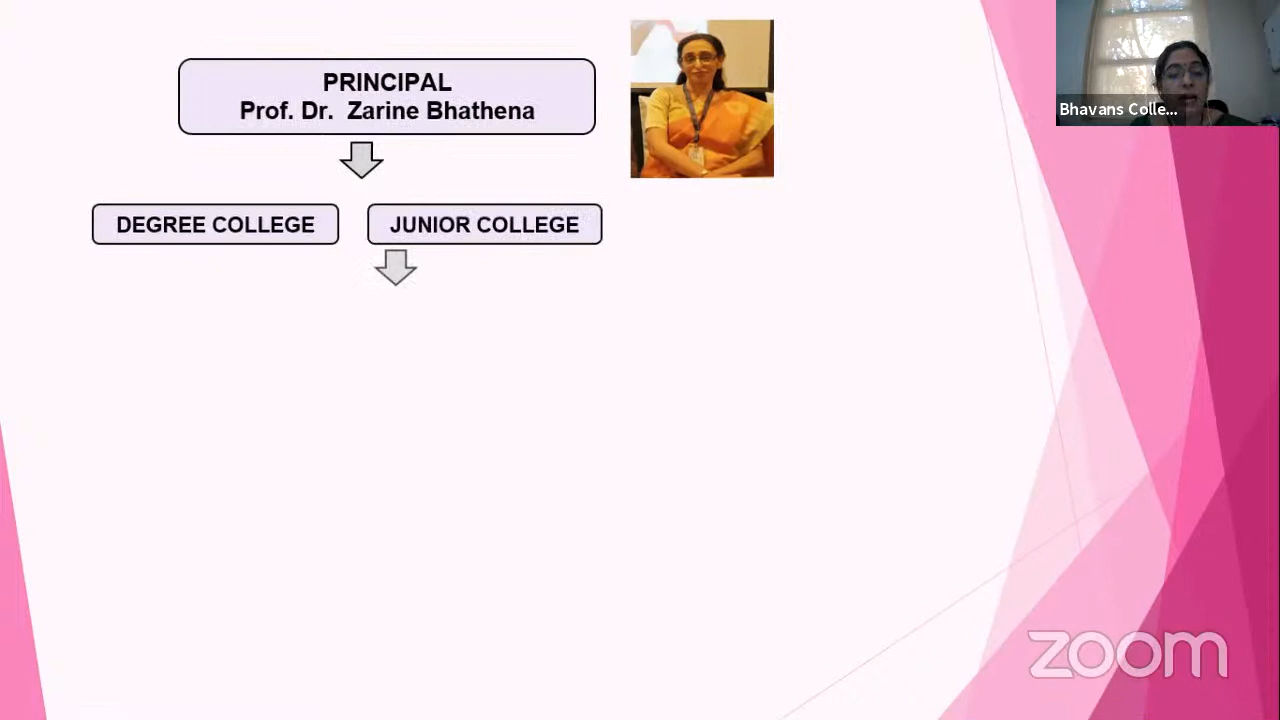 PRINCIPAL
Prof. Dr. Zarine Bhathena
DEGREE COLLEGE
JUNIOR COLLEGE
Bhavans Colle...
zoom